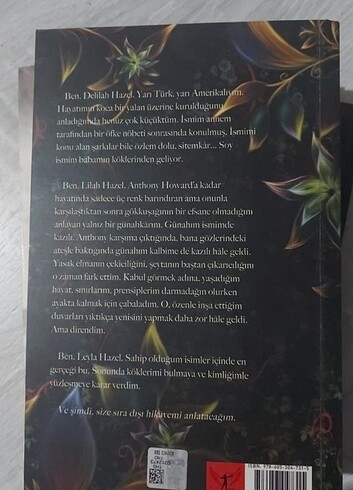 Ben, Delilah Hazel. Yarı Türk, yarı Amerikalıyım.
Hayatımın koca bir yalan üzerine kurulduğunu
anladığımda henüz çok küçüktüm. İsmim annem
tarafından bir öfke nöbeti sonrasında konulmuş. İsmimi
konu alan şarkılar bile özlem dolu, sitemkâr... Soy
ismim babamın köklerinden geliyor.
Ben, Lilah Hazel. Anthony Howard'a kadar
hayatında sadece üç renk barındıran ama onunla
karşılaştıktan sonra gökkuşağının bir efsane olmadığını
anlayan yalnız bir günahkârım. Günahım ismimde
kazılı. Anthony karşıma çıktığında, bana gözlerindeki
ateşle baktığında günahım kalbime de kazılı hâle geldi.
Yasak elmanın çekiciliğini, şeytanın baştan çıkarıcılığını
o zaman fark ettim. Kabul görmek adına, yaşadığım
hayat, sınırlarım, prensiplerim darmadağın olurken
ayakta kalmak için çabaladım. O, özenle inşa ettiğim
duvarları yıktıkça yenisini yapmak daha zor hâle geldi.
Ama direndim.
Ben, Leyla Hazel. Sahip olduğum isimler içinde en
gerçeği bu. Sonunda köklerimi bulmaya ve kimliğimle
yüzleşmeye karar verdim.
Ve şimdi, size sıra dışı hikâyemi anlatacağım.